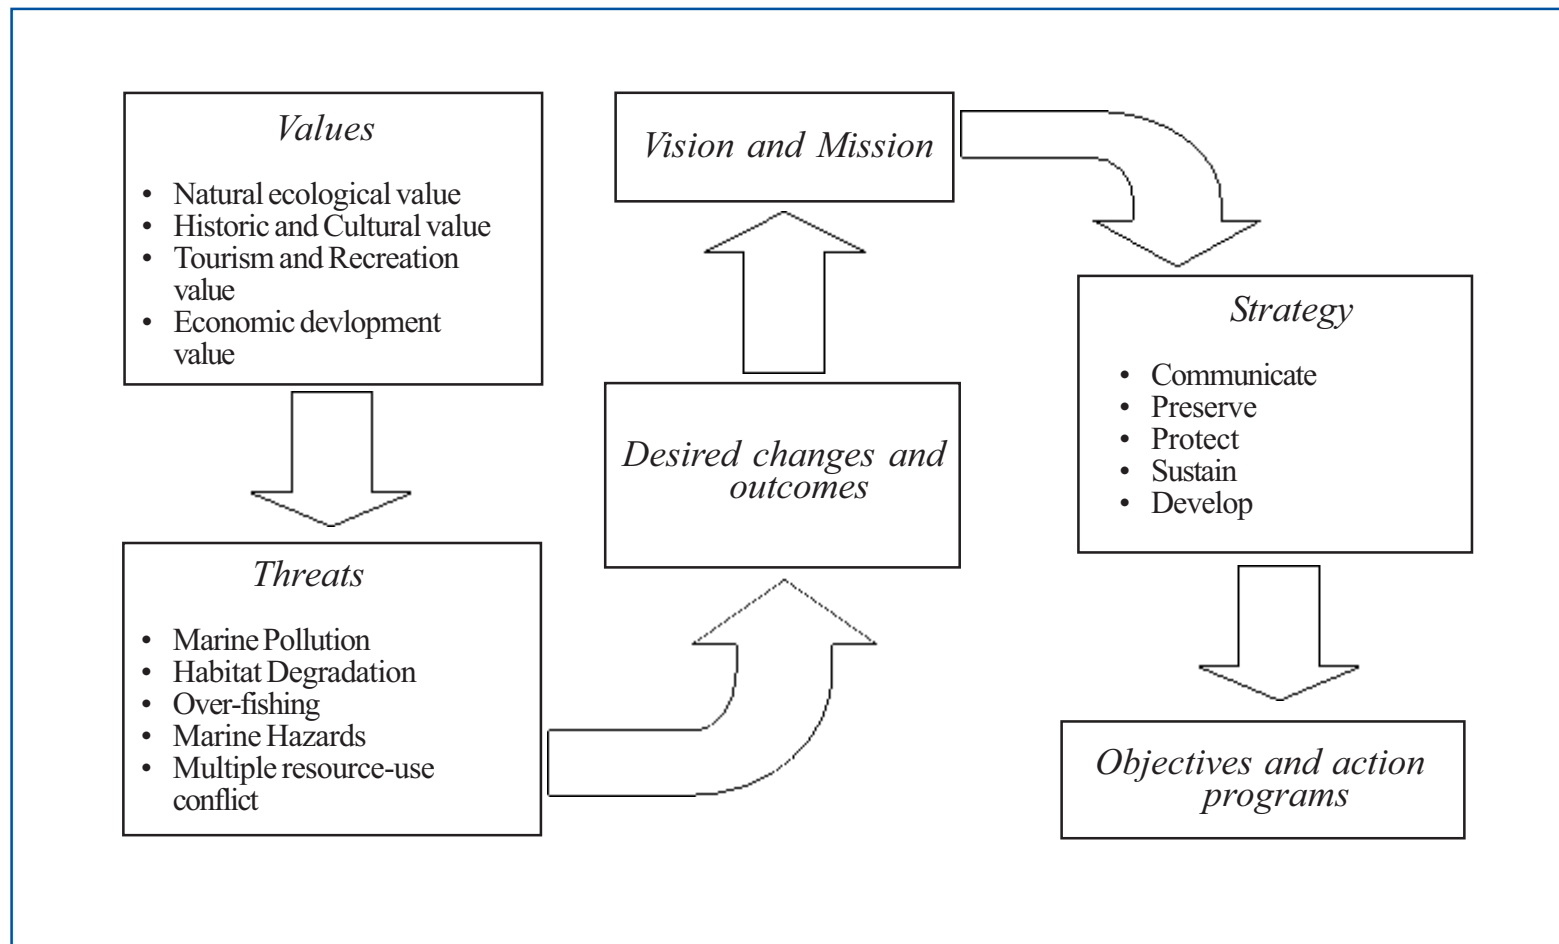 Values
• Natural ecological value
• Historic and Cultural value
• Tourism and Recreation
value
• Economic devlopment
value
Threats
• Marine Pollution
• Habitat Degradation
• Over-fishing
• Marine Hazards
• Multiple resource-use
conflict
Desired changes and
outcomes
Vision and Mission
Strategy
• Communicate
• Preserve
• Protect
• Sustain
• Develop
Objectives and action
programs